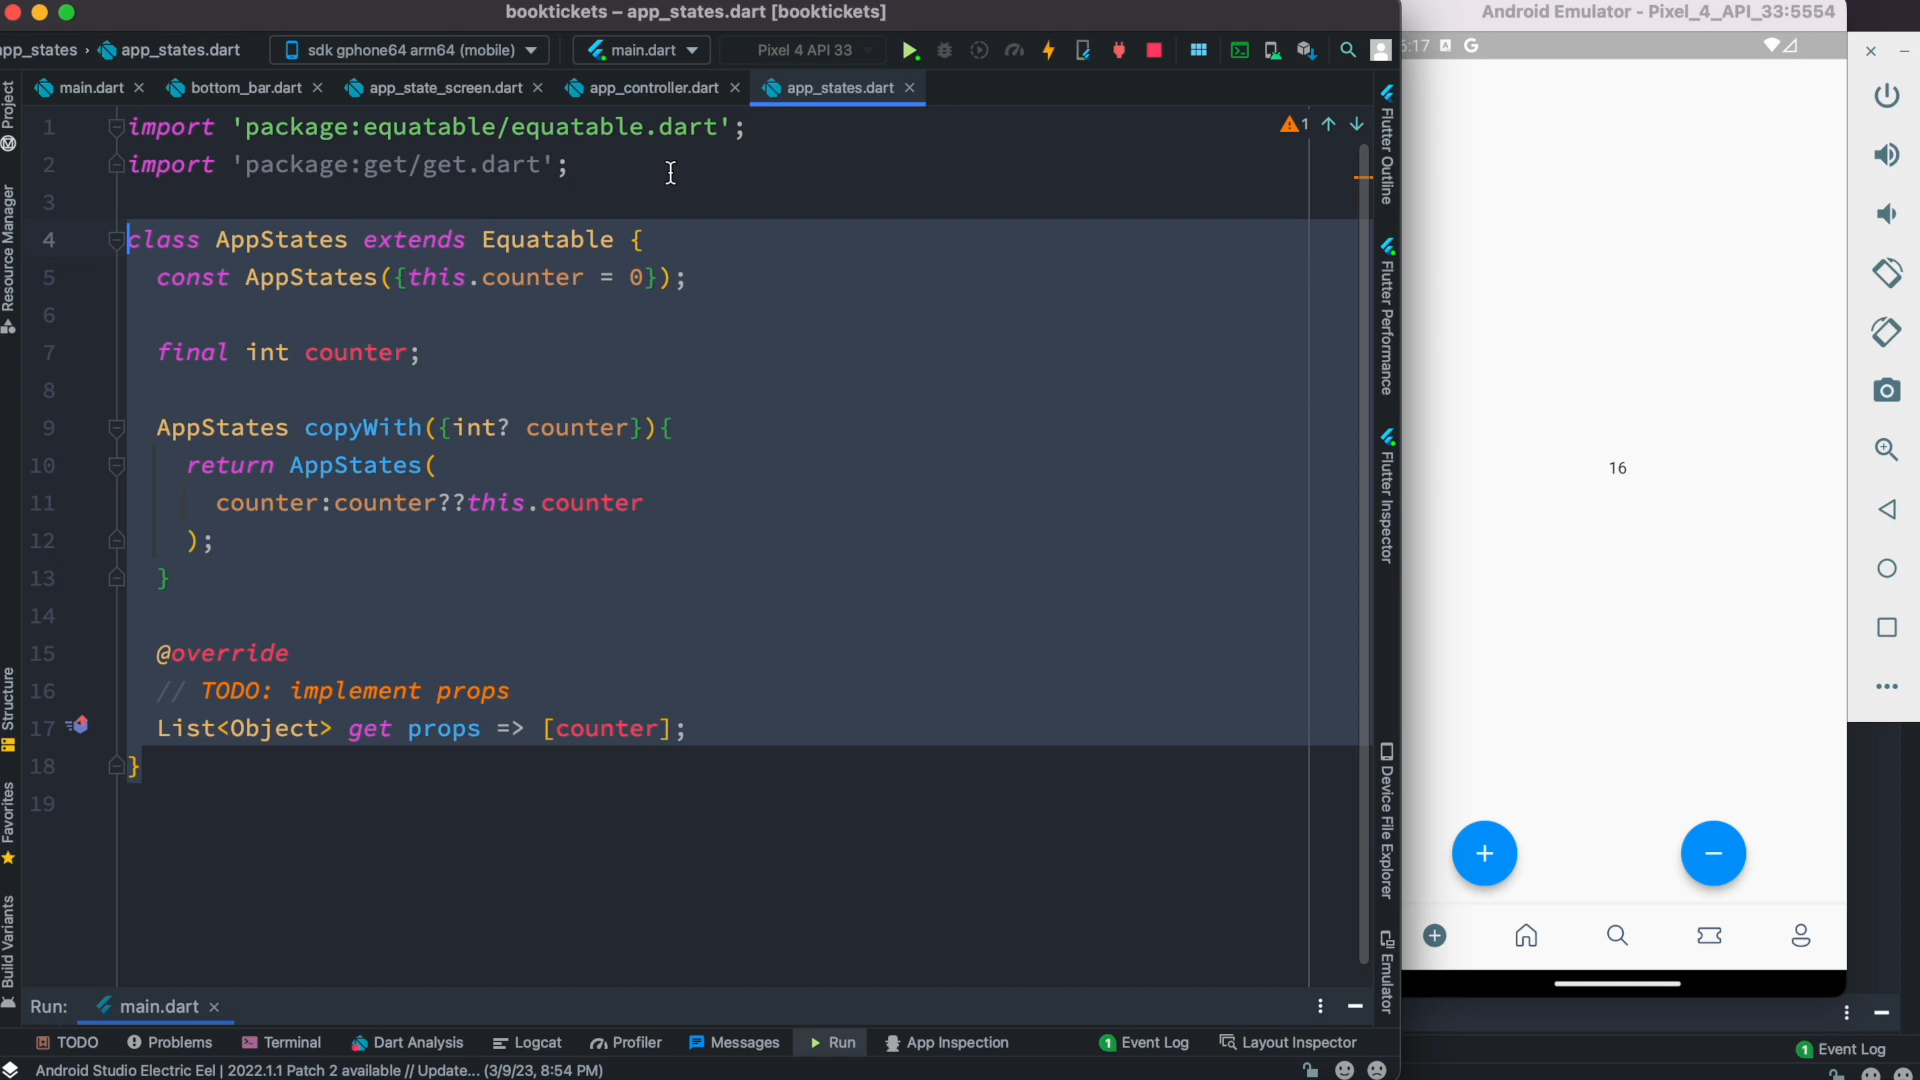 booktickets – app_states.dart [booktickets]
Android Emulator - Pixel_4_API_33:5554
app_states › app_states.dart
sdk gphone64 arm64 (mobile)
main.dart
Pixel 4 API 33
5:17
main.dart
bottom_bar.dart
app_state_screen.dart
app_controller.dart
app_states.dart
1 import 'package:equatable/equatable.dart';
2 import 'package:get/get.dart';
3
4 class AppStates extends Equatable {
5 const AppStates({this.counter = 0});
6
7 final int counter;
8
9 AppStates copyWith({int? counter}){
10 return AppStates(
11 counter:counter??this.counter
12 );
13 }
14
15 @override
16 // TODO: implement props
17 List<Object> get props => [counter];
18 }
19
1
Project
Resource Manager
Structure
Favorites
Build Variants
Flutter Outline
Flutter Performance
Flutter Inspector
Device File Explorer
Emulator
16
Run: main.dart
TODO
Problems
Terminal
Dart Analysis
Logcat
Profiler
Messages
Run
App Inspection
1 Event Log
Layout Inspector
1 Event Log
Android Studio Electric Eel | 2022.1.1 Patch 2 available // Update... (3/9/23, 8:54 PM)